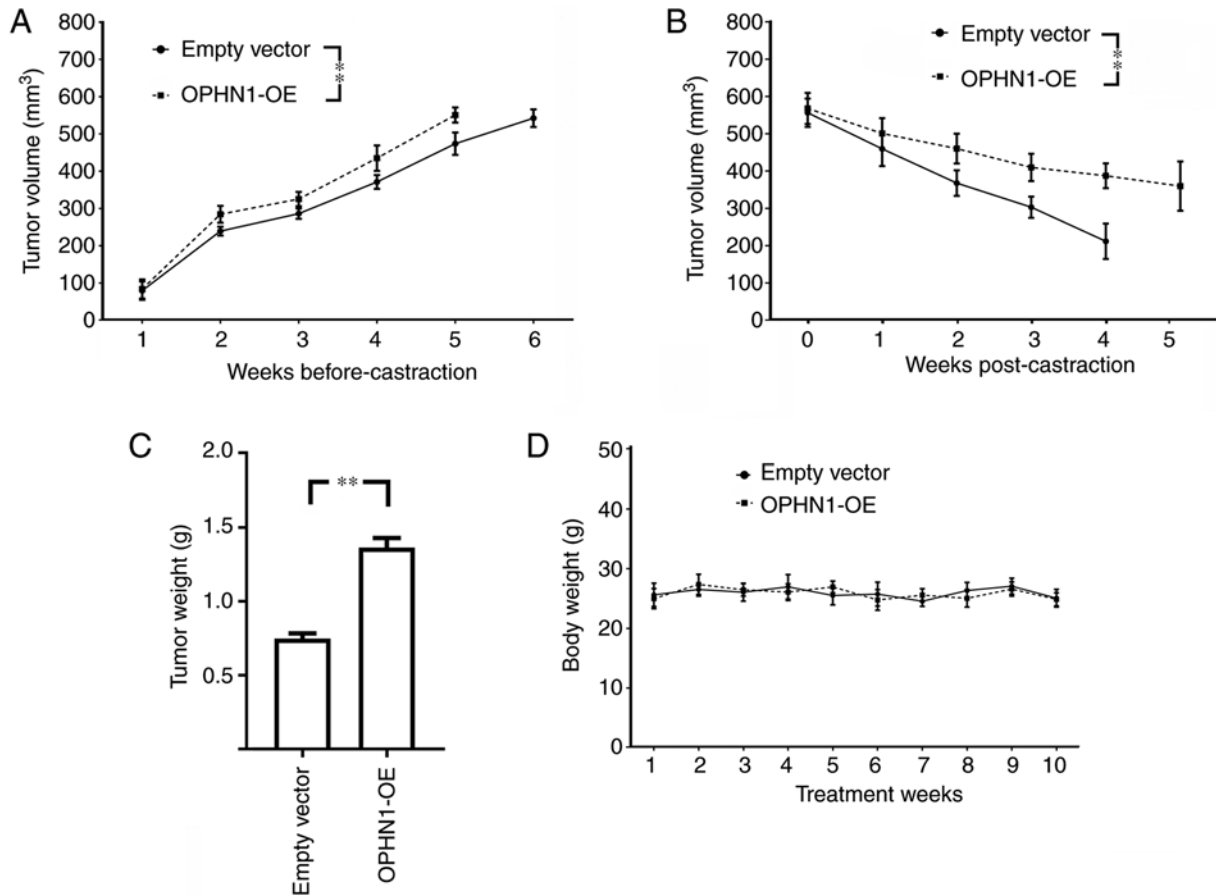 A
800
700
600
500
400
300
200
100
0
Tumor volume (mm³)
Empty vector
OPHN1-OE
**
1 2 3 4 5 6
Weeks before-castraction
B
800
700
600
500
400
300
200
100
0
Tumor volume (mm³)
Empty vector
OPHN1-OE
**
0 1 2 3 4 5
Weeks post-castraction
C
2.0
1.5
1.0
0.5
Tumor weight (g)
**
Empty vector
OPHN1-OE
D
50
40
30
20
10
0
Body weight (g)
Empty vector
OPHN1-OE
1 2 3 4 5 6 7 8 9 10
Treatment weeks